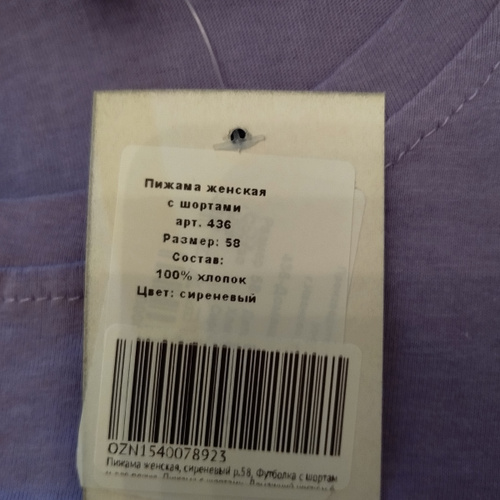 Пижама женская
с шортами
арт. 436
Размер: 58
Состав:
100% хлопок
Цвет: сиреневый
OZN1540078923
Пижама женская, сиреневый р.58, Футболка с шортам